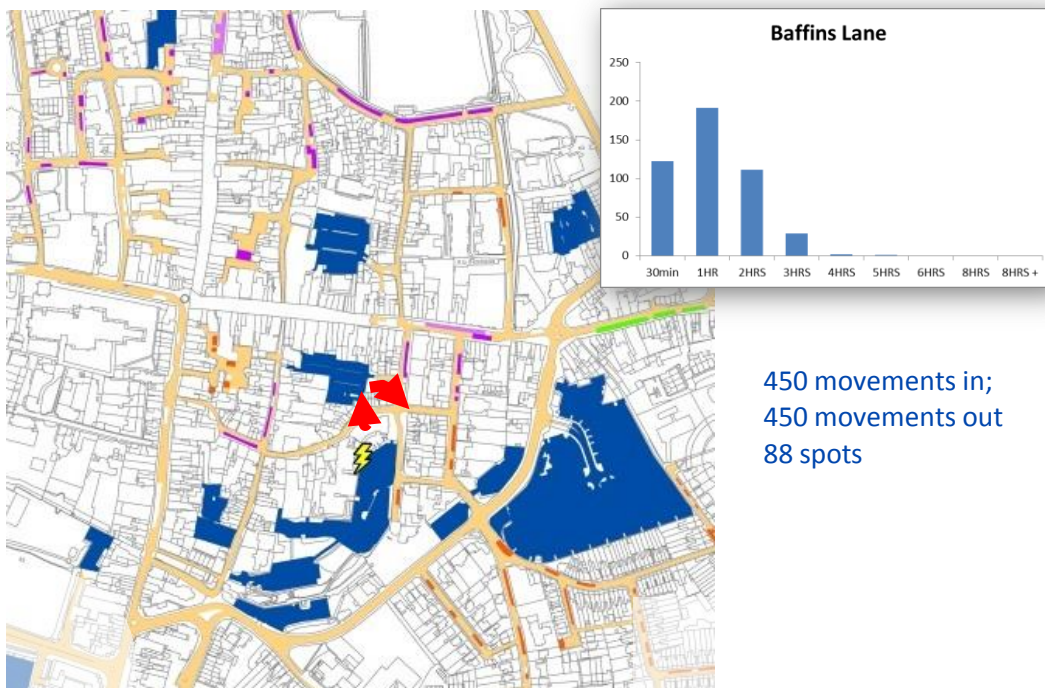 Baffins Lane
250
200
150
100
50
0
30min 1HR 2HRS 3HRS 4HRS 5HRS 6HRS 8HRS 8HRS +
450 movements in;
450 movements out
88 spots